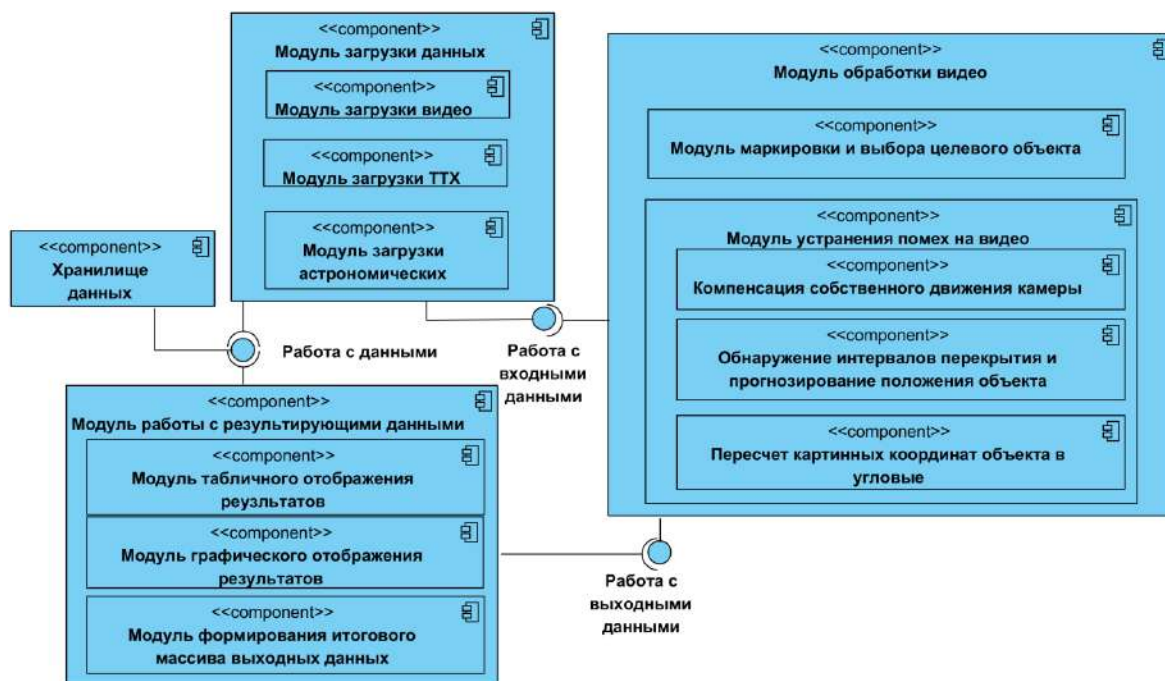 <<component>>
Модуль загрузки данных
<<component>>
Модуль загрузки видео
<<component>>
Модуль загрузки ТТХ
<<component>>
Модуль загрузки
астрономических
<<component>>
Хранилище
данных
Работа с данными
Работа с
входными
данными
<<component>>
Модуль обработки видео
<<component>>
Модуль маркировки и выбора целевого объекта
<<component>>
Модуль устранения помех на видео
<<component>>
Компенсация собственного движения камеры
<<component>>
Обнаружение интервалов перекрытия и
прогнозирование положения объекта
<<component>>
Пересчет картинных координат объекта в
угловые
<<component>>
Модуль работы с результирующими данными
<<component>>
Модуль табличного отображения
реузльтатов
<<component>>
Модуль графического отображения
результатов
<<component>>
Модуль формирования итогового
массива выходных данных
Работа с
выходными
данными